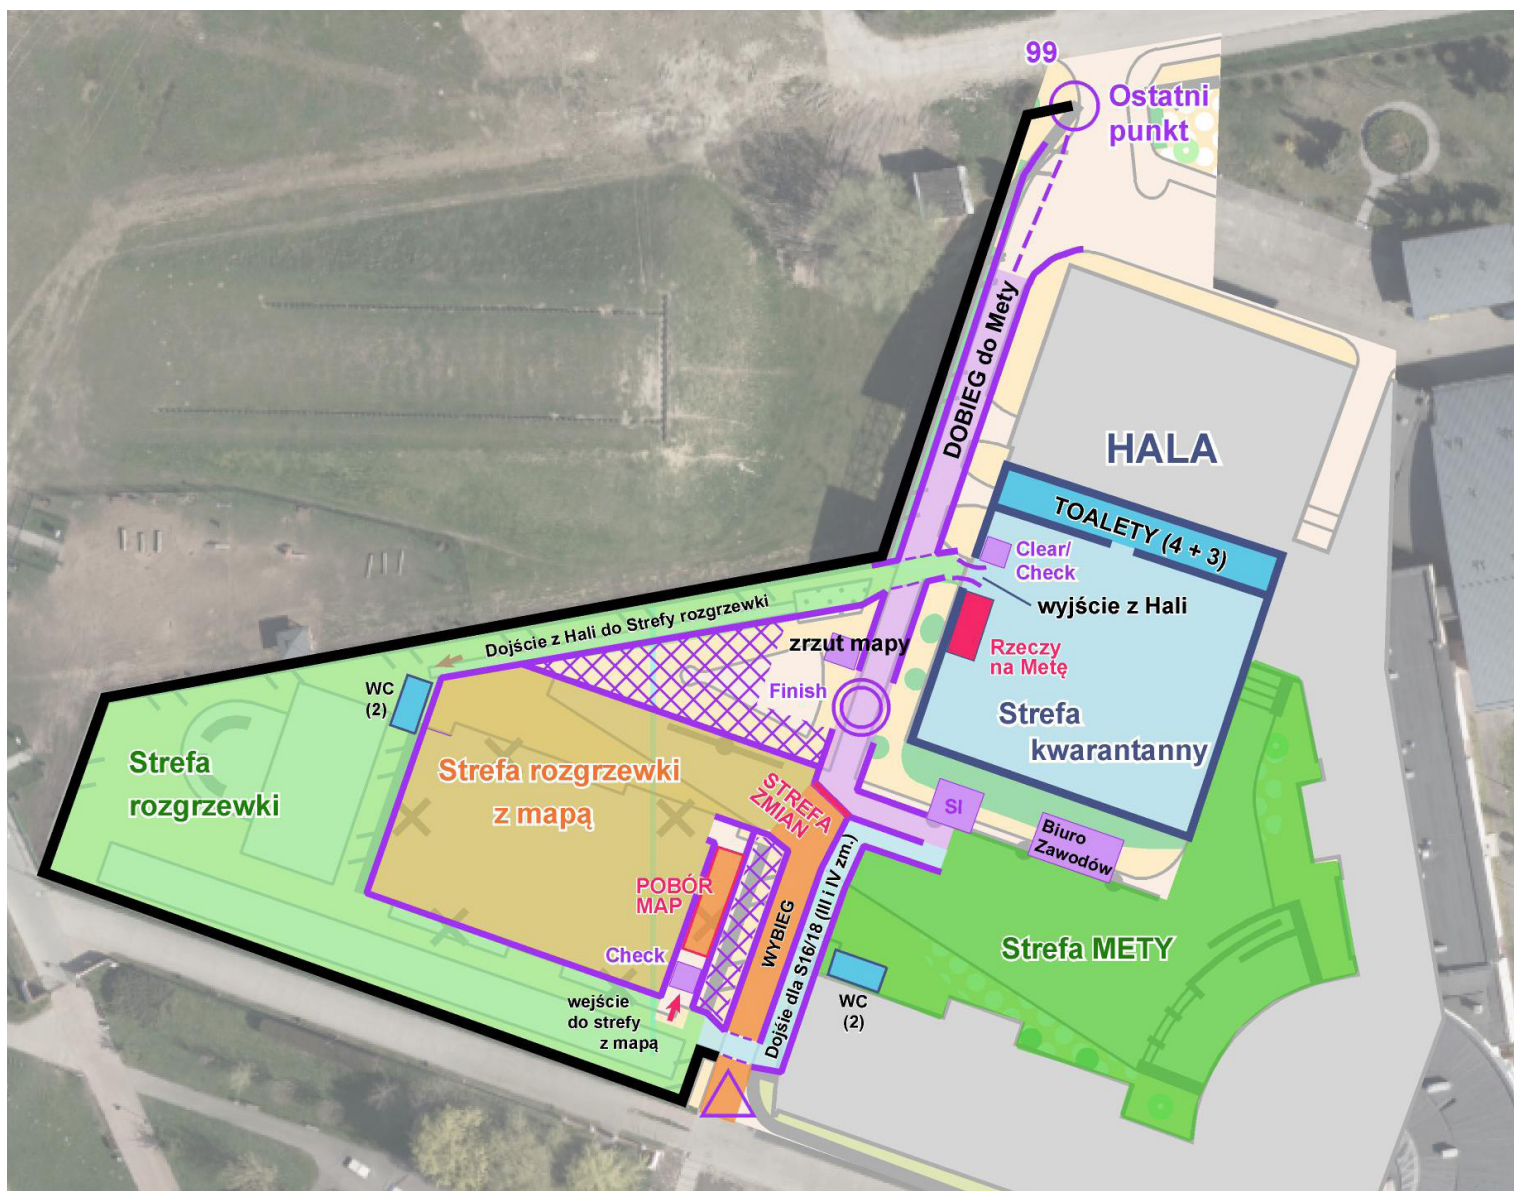 99
Ostatni
punkt
DOBIEG do Mety
HALA
TOALETY (4 + 3)
Clear/
Check
wyjście z Hali
Dojście z Hali do Strefy rozgrzewki
zrzut mapy
Rzeczy
na Metę
WC
(2)
Finish
Strefa
kwarantanny
Strefa
rozgrzewki
Strefa rozgrzewki
z mapą
STREFA
ZMIAN
SI
Biuro
Zawodów
POBÓR
MAP
WYBIEG
Dojśie dla S16/18 (III i IV zm.)
Strefa METY
Check
wejście
do strefy
z mapą
WC
(2)